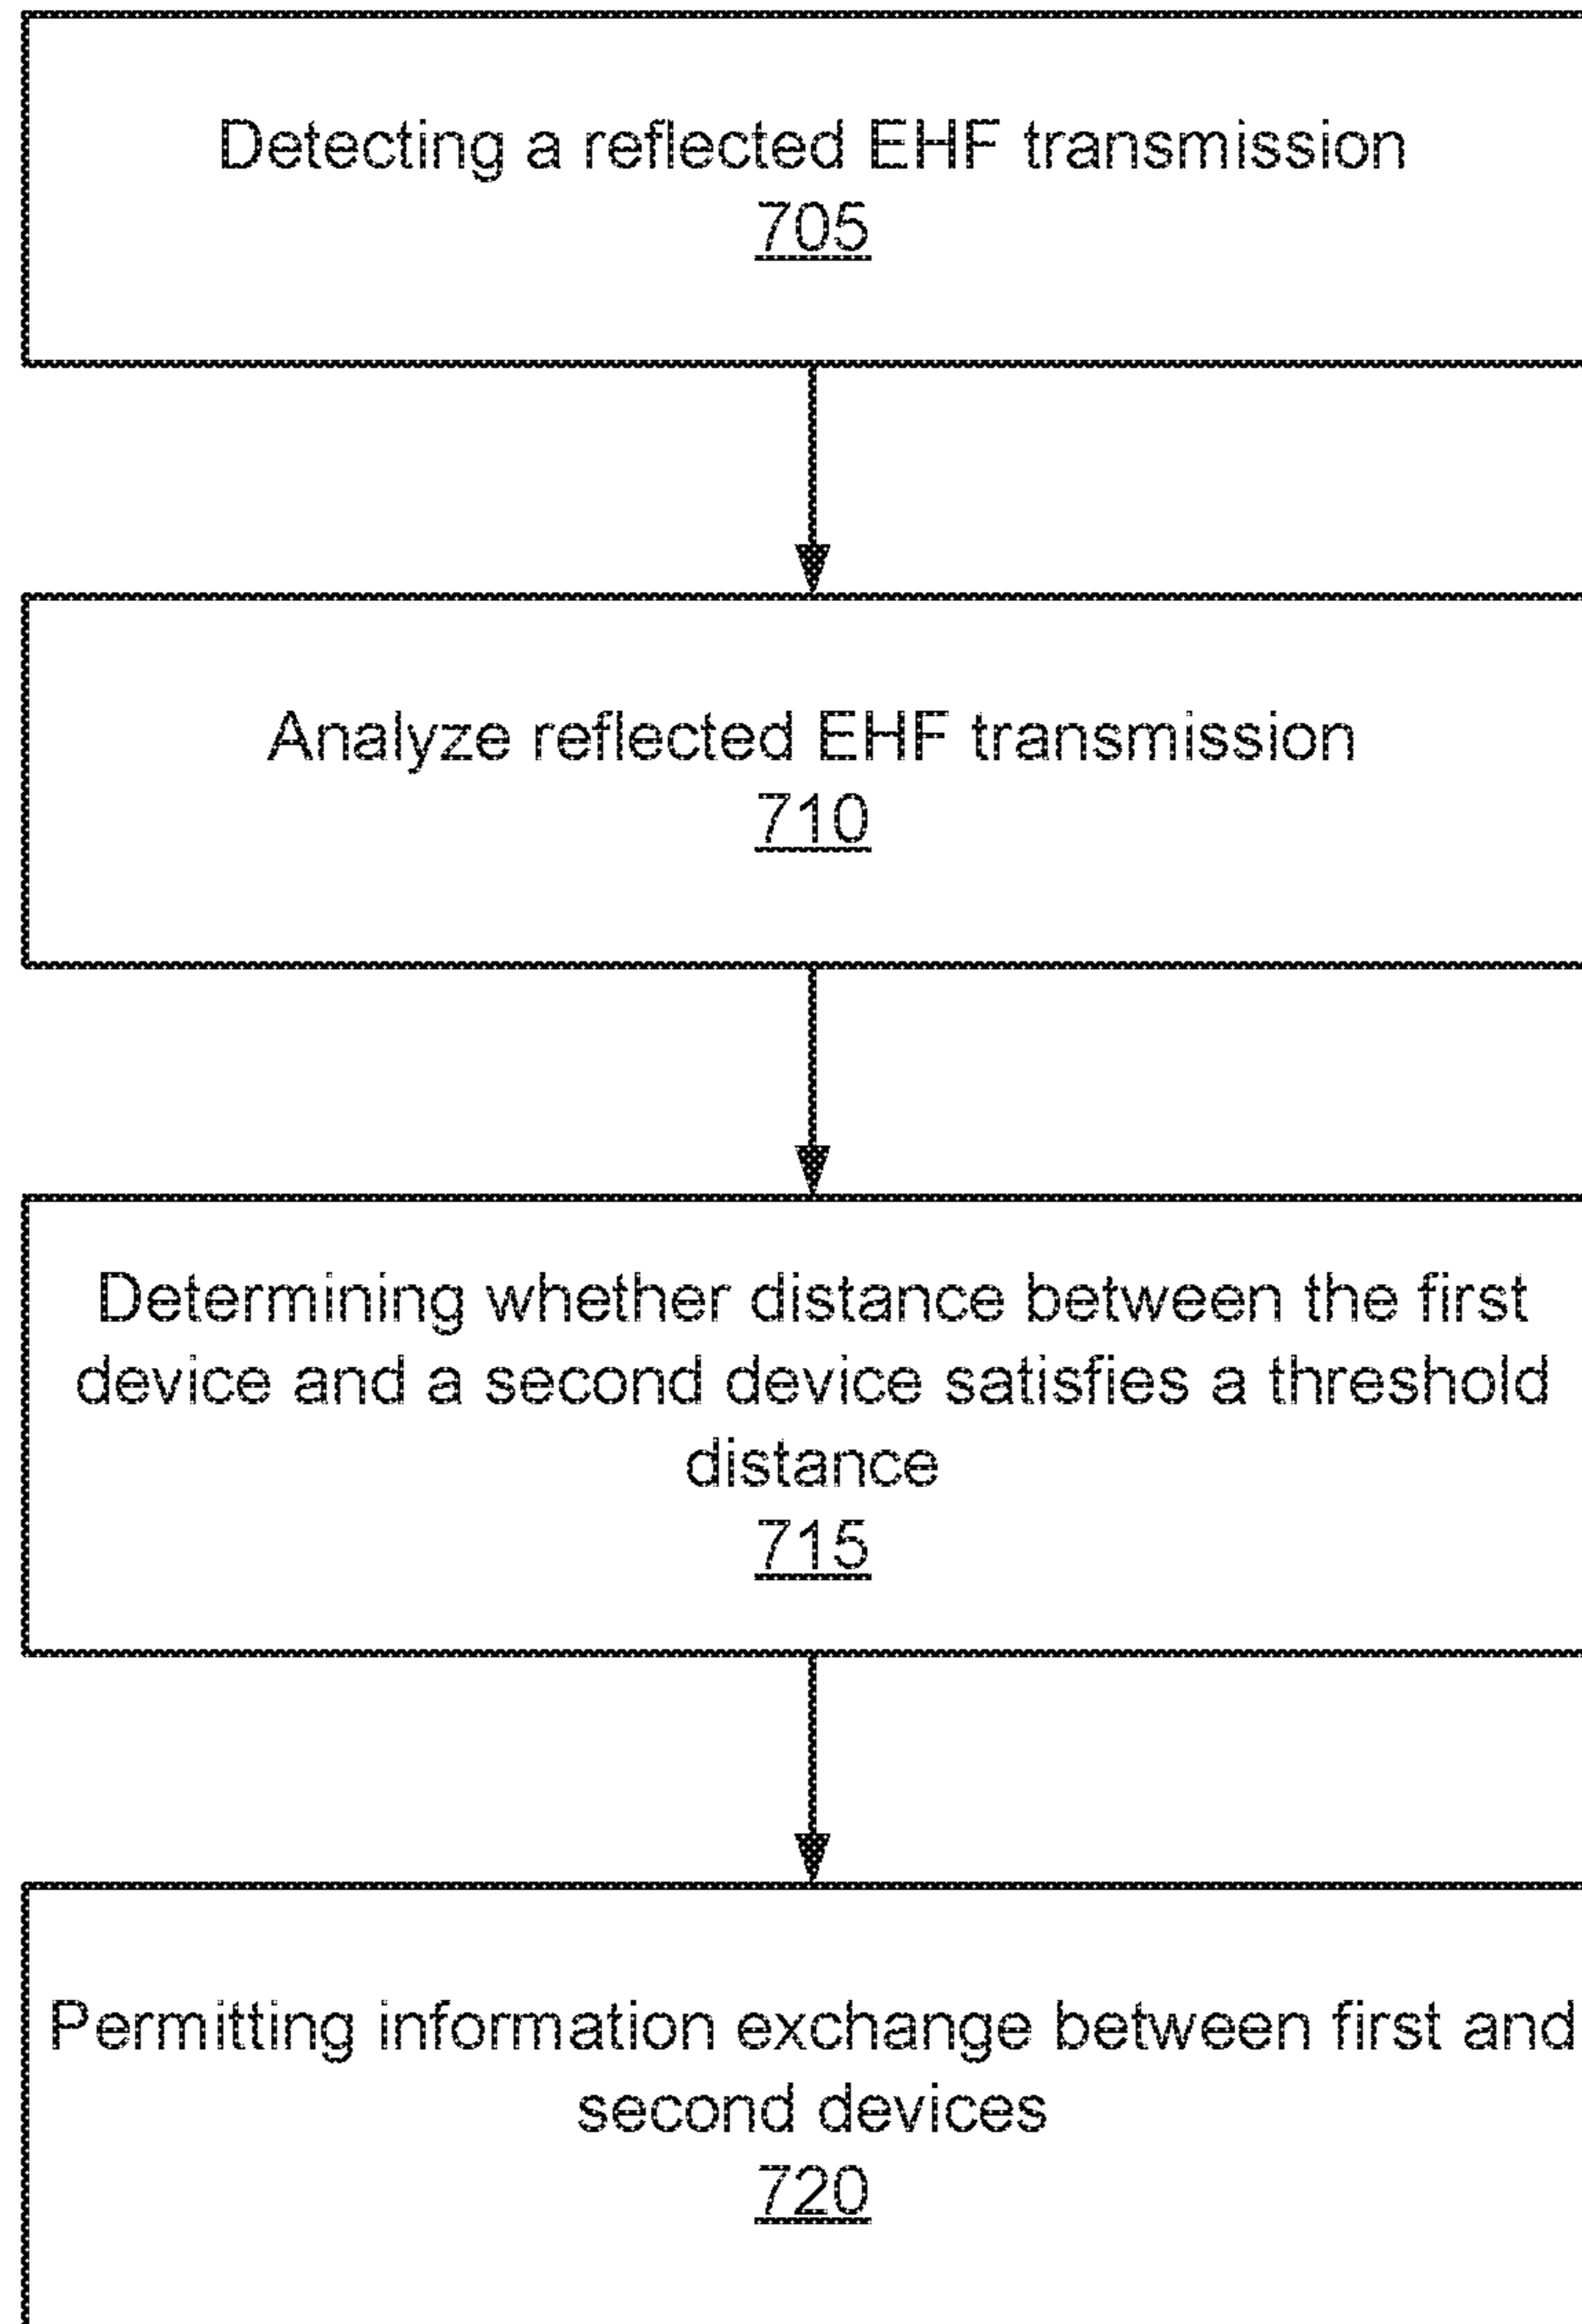 Detecting a reflected EHF transmission
705
Analyze reflected EHF transmission
710
Determining whether distance between the first
device and a second device satisfies a threshold
distance
715
Permitting information exchange between first and
second devices
720